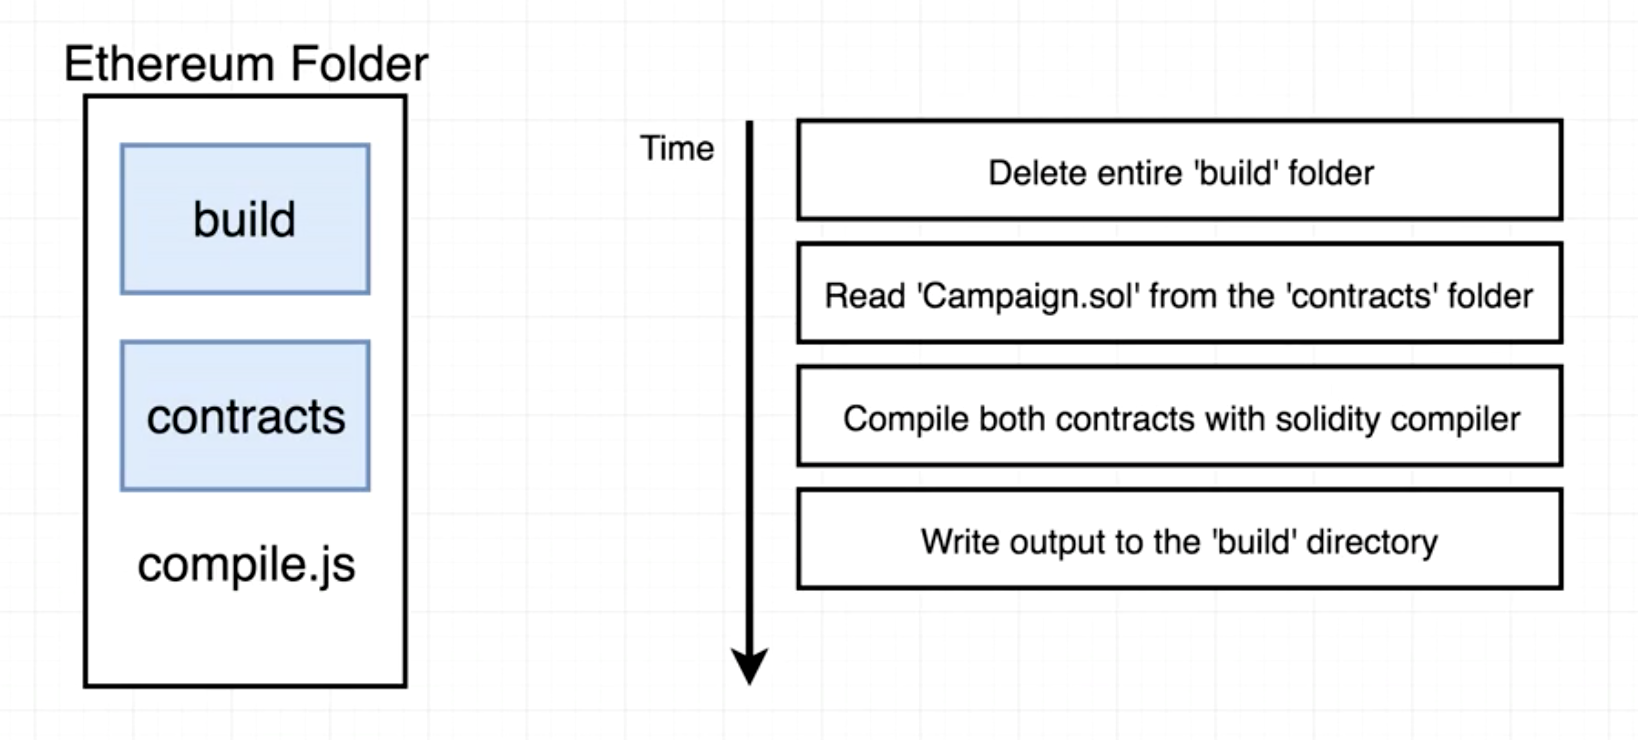 Ethereum Folder
build
contracts
compile.js
Time
Delete entire 'build' folder
Read 'Campaign.sol' from the 'contracts' folder
Compile both contracts with solidity compiler
Write output to the 'build' directory